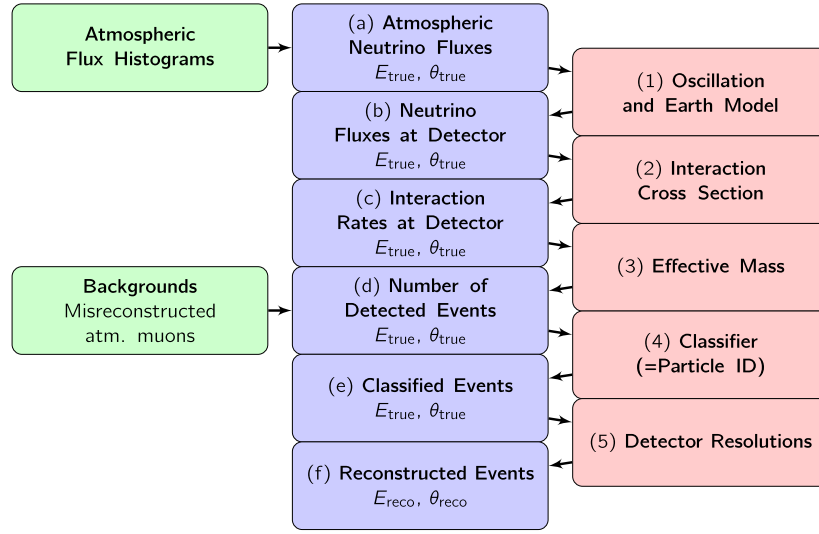 Atmospheric
Flux Histograms
(a) Atmospheric
Neutrino Fluxes
E_true, θ_true
(1) Oscillation
and Earth Model
(b) Neutrino
Fluxes at Detector
E_true, θ_true
(2) Interaction
Cross Section
(c) Interaction
Rates at Detector
E_true, θ_true
(3) Effective Mass
Backgrounds
Misreconstructed
atm. muons
(d) Number of
Detected Events
E_true, θ_true
(4) Classifier
(=Particle ID)
(e) Classified Events
E_true, θ_true
(5) Detector Resolutions
(f) Reconstructed Events
E_reco, θ_reco